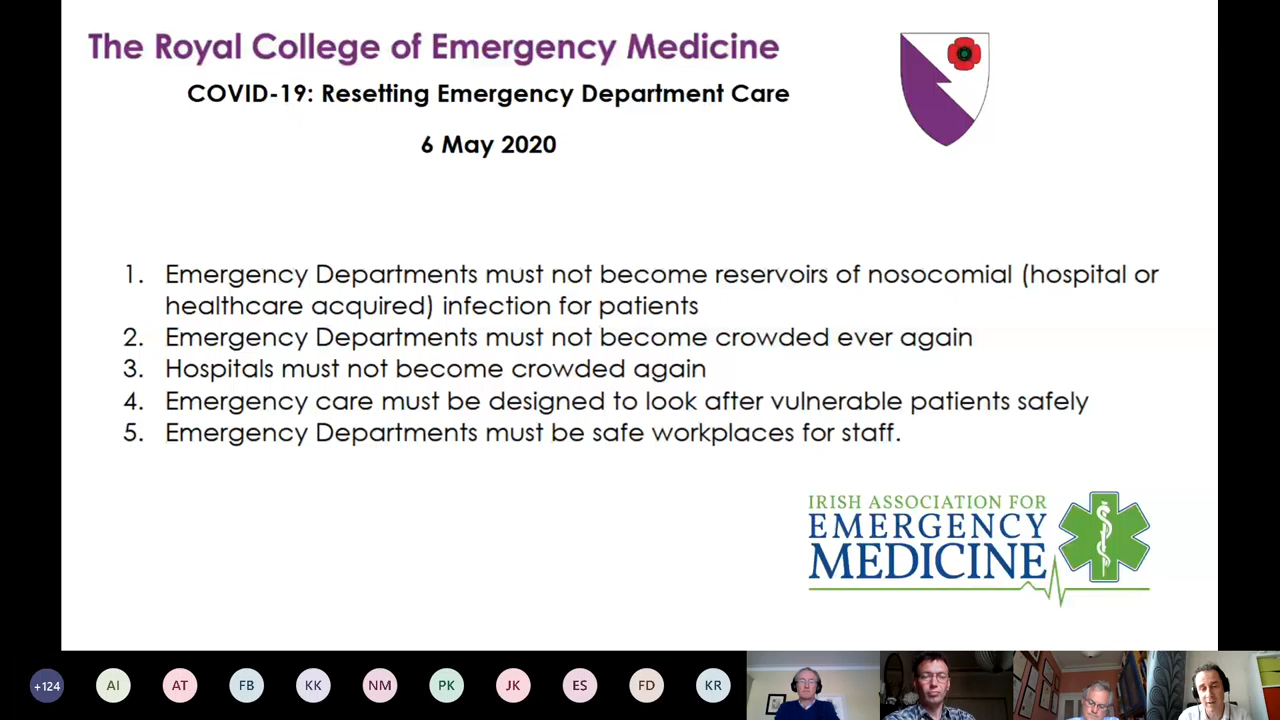 The Royal College of Emergency Medicine
COVID-19: Resetting Emergency Department Care
6 May 2020
1. Emergency Departments must not become reservoirs of nosocomial (hospital or
healthcare acquired) infection for patients
2. Emergency Departments must not become crowded ever again
3. Hospitals must not become crowded again
4. Emergency care must be designed to look after vulnerable patients safely
5. Emergency Departments must be safe workplaces for staff.
IRISH ASSOCIATION FOR
EMERGENCY
MEDICINE
+124 AI AT FB KK NM PK JK ES FD KR